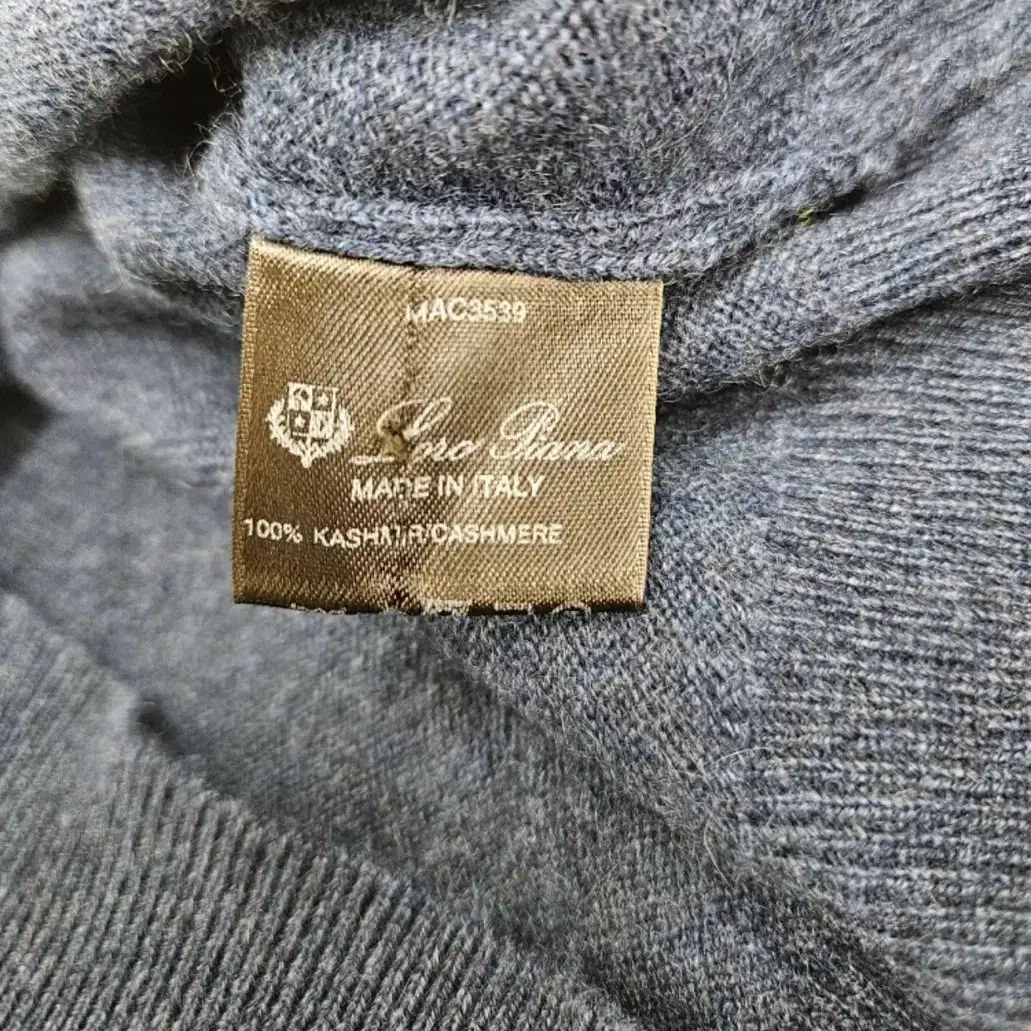 MAC3539
Loro Piana
MADE IN ITALY
100% KASHMIR/CASHMERE